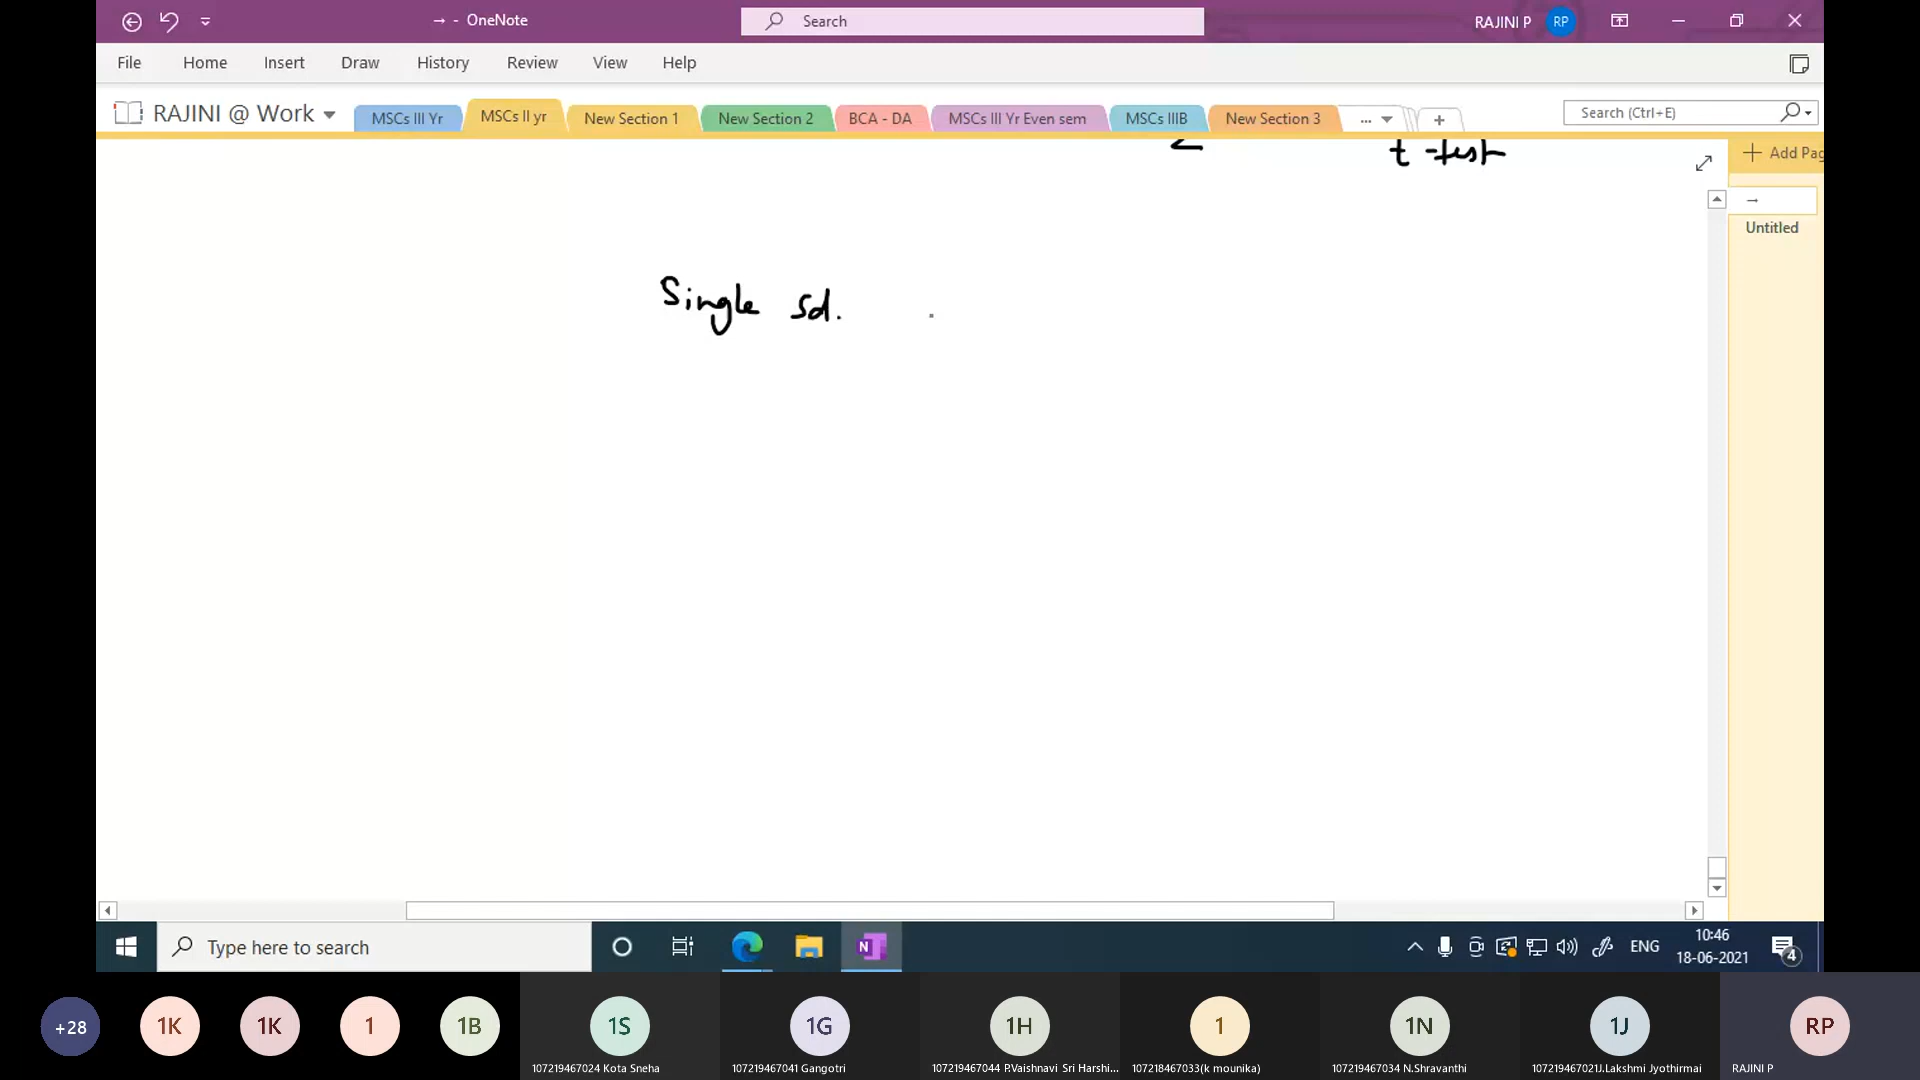 → - OneNote
Search
RAJINI P
RP
File Home Insert Draw History Review View Help
RAJINI @ Work
MSCs III Yr
MSCs II yr
New Section 1
New Section 2
BCA - DA
MSCs III Yr Even sem
MSCs IIIB
New Section 3
...
Search (Ctrl+E)
t - test
Add Pag
→
Untitled
Single Sd.
Type here to search
N
ENG
10:46
18-06-2021
4
+28
1K
1K
1
1B
1S
1G
1H
1
1N
1J
RP
107219467024 Kota Sneha
107219467041 Gangotri
107219467044 P.Vaishnavi Sri Harshi...
107218467033(k mounika)
107219467034 N.Shravanthi
107219467021J.Lakshmi Jyothirmai
RAJINI P